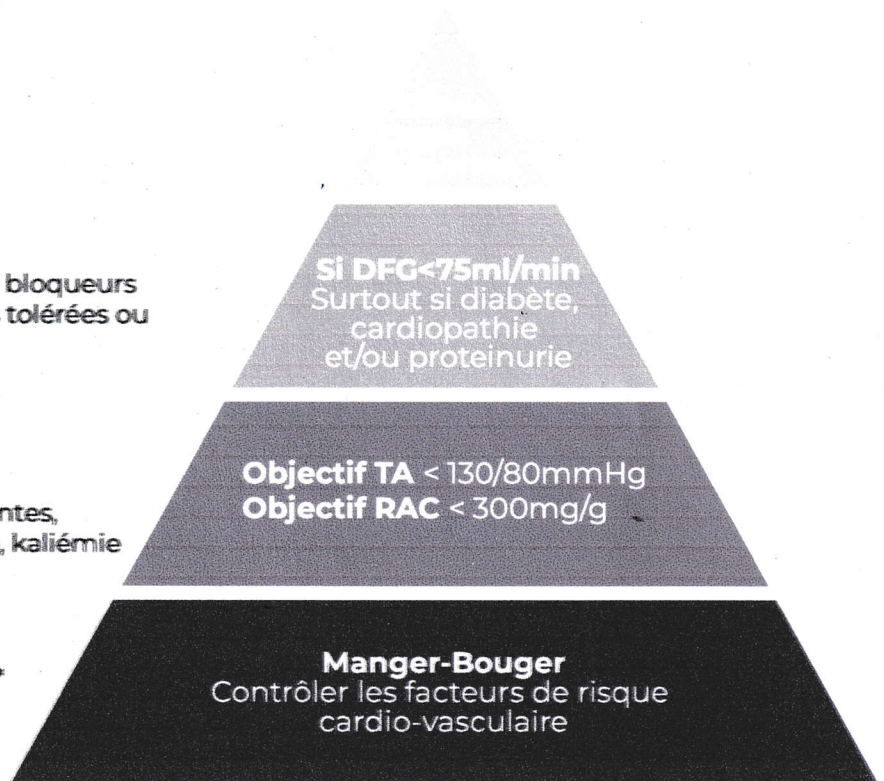 bloqueurs
tolérées ou
Si DFG<75ml/min
Surtout si diabète,
cardiopathie
et/ou proteinurie
Objectif TA < 130/80mmHg
Objectif RAC < 300mg/g
ntes,
, kaliémie
*
Manger-Bouger
Contrôler les facteurs de risque
cardio-vasculaire